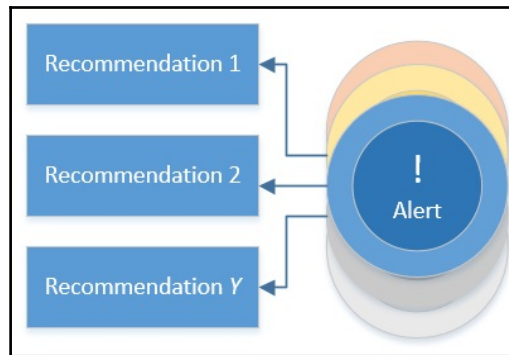 Recommendation 1
Recommendation 2
Recommendation Y
!
Alert